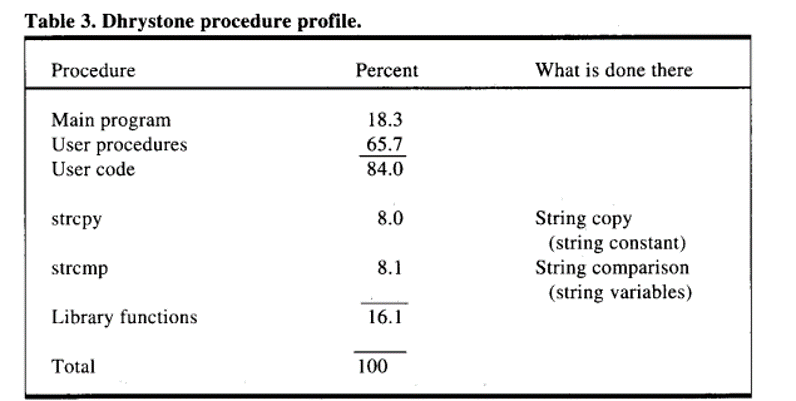 Table 3. Dhrystone procedure profile.
Procedure Percent What is done there
Main program 18.3
User procedures 65.7
User code 84.0
strcpy 8.0 String copy
(string constant)
strcmp 8.1 String comparison
(string variables)
Library functions 16.1
Total 100